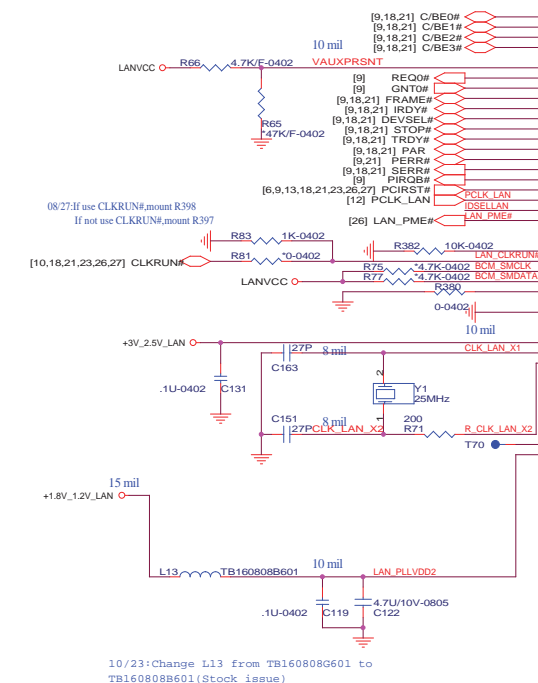 [9,18,21] C/BE0#
[9,18,21] C/BE1#
[9,18,21] C/BE2#
[9,18,21] C/BE3#
10 mil
LANVCC R66 4.7K/F-0402 VAUXPRSNT
[9] REQ0#
[9] GNT0#
[9,18,21] FRAME#
[9,18,21] IRDY#
[9,18,21] DEVSEL#
[9,18,21] STOP#
[9,18,21] TRDY#
[9,18,21] PAR
[9,21] PERR#
[9,18,21] SERR#
[9] PIRQB#
R65
*47K/F-0402
[6,9,13,18,21,23,26,27] PCIRST#
[12] PCLK_LAN PCLK_LAN
IDSELLAN
[26] LAN_PME# LAN_PME#
08/27:If use CLKRUN#,mount R398
If not use CLKRUN#,mount R397
R83 1K-0402
R382 10K-0402
[10,18,21,23,26,27] CLKRUN# R81 *0-0402 LAN_CLKRUN#
R75 *4.7K-0402 BCM_SMCLK
LANVCC R77 *4.7K-0402 BCM_SMDATA
R380
0-0402
10 mil
+3V_2.5V_LAN
27P 8 mil CLK_LAN_X1
C163
.1U-0402 C131
2
Y1
25MHz
1
C151 8 mil 200
27P CLK_LAN_X2 R71 R_CLK_LAN_X2
T70
15 mil
+1.8V_1.2V_LAN
10 mil
L13 TB160808B601 LAN_PLLVDD2
.1U-0402 C119
4.7U/10V-0805
C122
10/23:Change L13 from TB160808G601 to
TB160808B601(Stock issue)